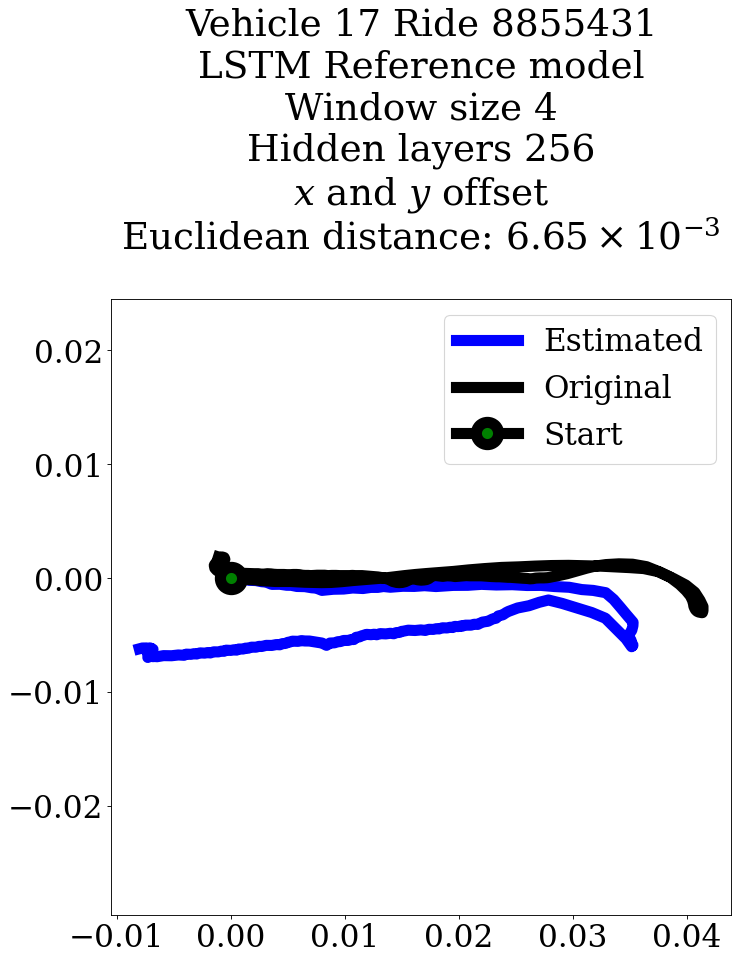 Vehicle 17 Ride 8855431
LSTM Reference model
Window size 4
Hidden layers 256
x and y offset
Euclidean distance: 6.65 × 10⁻³
Estimated
Original
Start
0.02
0.01
0.00
−0.01
−0.02
−0.01 0.00 0.01 0.02 0.03 0.04